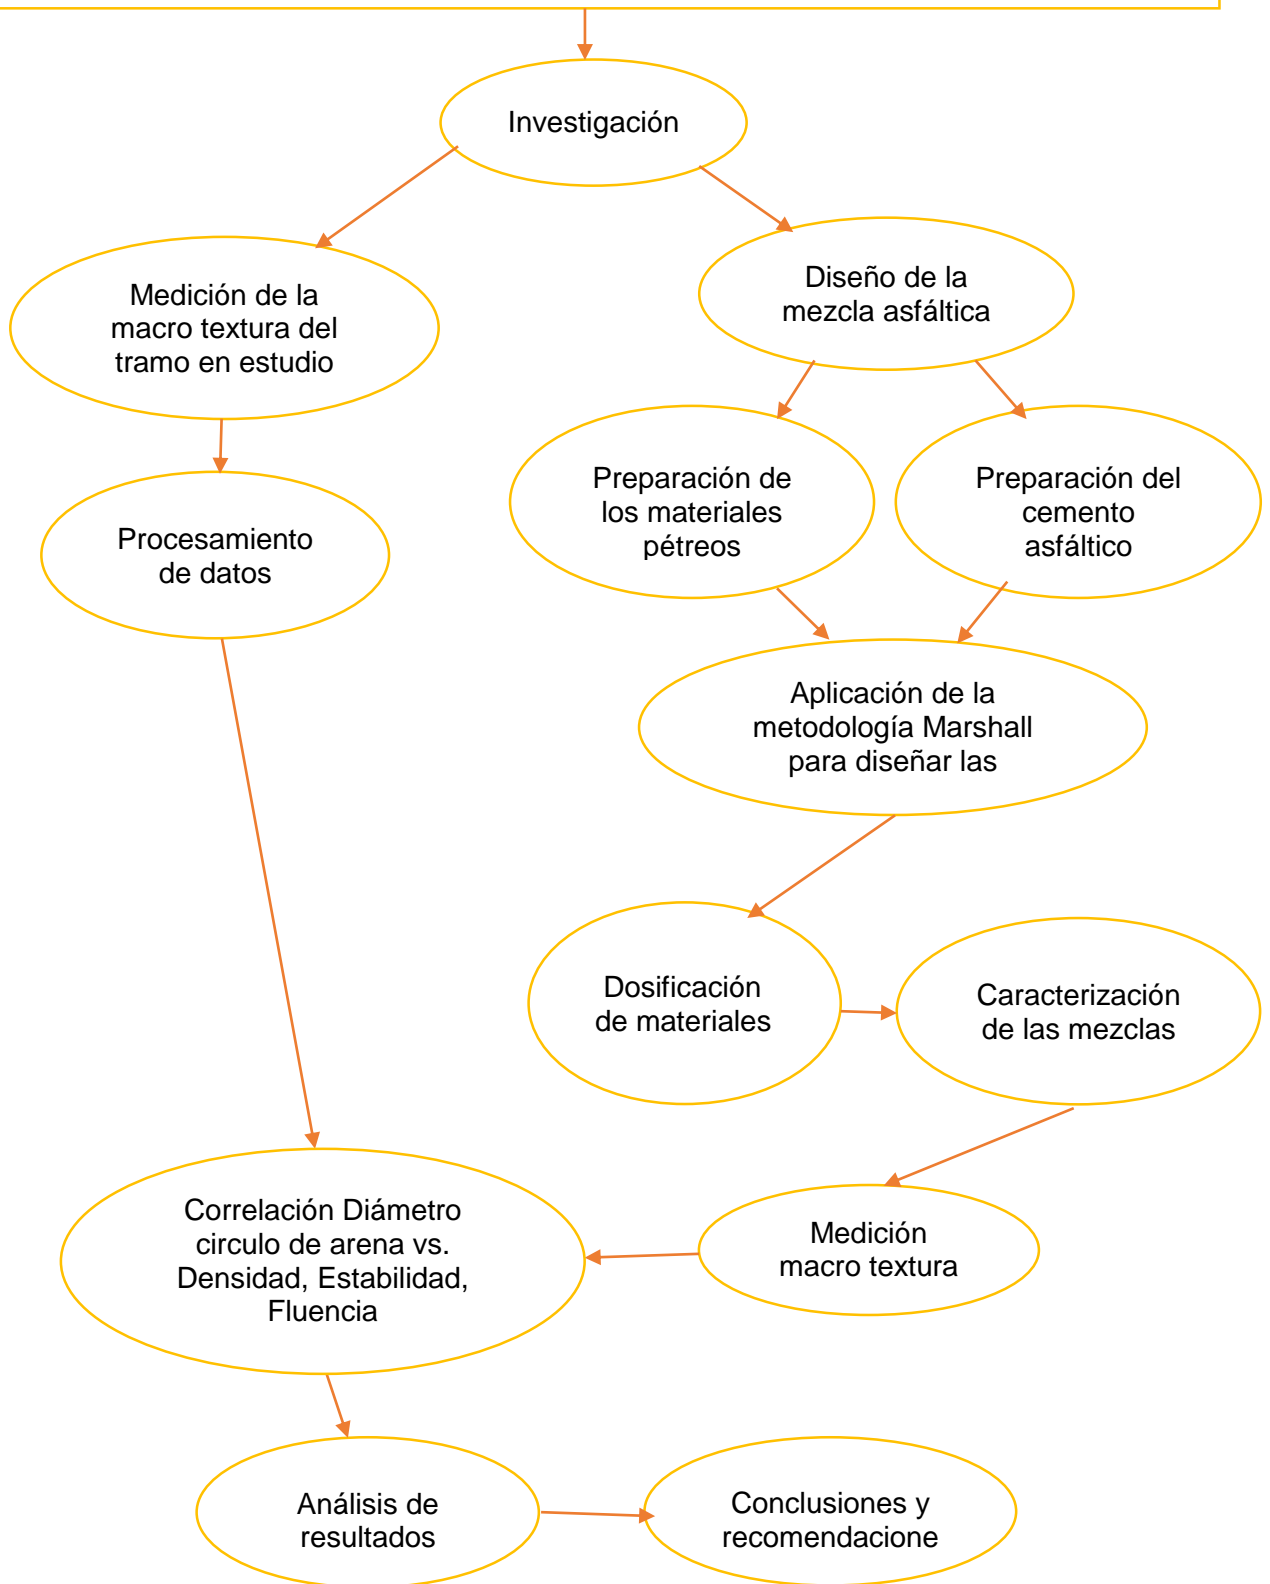 Investigación
Medición de la
macro textura del
tramo en estudio
Diseño de la
mezcla asfáltica
Preparación de
los materiales
pétreos
Preparación del
cemento
asfáltico
Procesamiento
de datos
Aplicación de la
metodología Marshall
para diseñar las
Dosificación
de materiales
Caracterización
de las mezclas
Correlación Diámetro
circulo de arena vs.
Densidad, Estabilidad,
Fluencia
Medición
macro textura
Análisis de
resultados
Conclusiones y
recomendacione